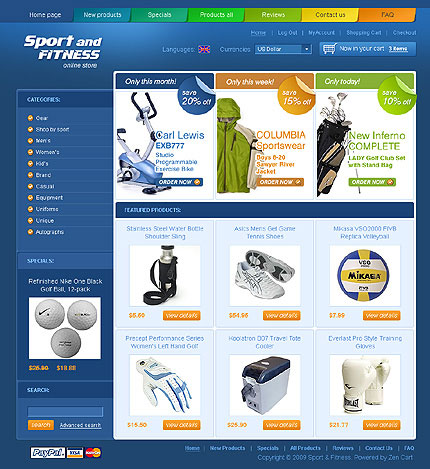 Home page
New products
Specials
Products all
Reviews
Contact us
FAQ
Sport and
FITNESS
online store
Home | Log Out | MyAccount | Shopping Cart | Checkout
Languages:
Currencies:
US Dollar
Now in your cart 3 items
CATEGORIES:
Gear
Shop by sport
Men's
Women's
Kid's
Brand
Casual
Equipment
Uniforms
Unique
Autographs
Only this month!
save
20% off
Carl Lewis
EXB777
Studio
Programmable
Exercise Bike
ORDER NOW
Only this week!
save
15% off
COLUMBIA
Sportswear
Boys 8-20
Sawyer River
Jacket
ORDER NOW
Only today!
save
10% off
New Inferno
COMPLETE
LADY Golf Club Set
with Stand Bag
ORDER NOW
FEATURED PRODUCTS:
Stainless Steel Water Bottle
Shoulder Sling
$5.60
view details
Asics Men's Gel Game
Tennis Shoes
$54.95
view details
Mikasa VSO2000 FIVB
Replica Volleyball
MIKASA
$7.99
view details
Precept Performance Series
Women's Left Hand Golf
$15.50
view details
Koolatron D07 Travel Tote
Cooler
$25.90
view details
Everlast Pro Style Training
Gloves
EVERLAST
$21.77
view details
SPECIALS:
Refinished Nike One Black
Golf Ball, 12-pack
$26.90 $18.88
SEARCH:
search
Advanced search
PayPal
VISA
Home | New Products | Specials | All Products | Reviews | Contact Us | FAQ
Copyright © 2009 Sport & Fitness. Powered by Zen Cart